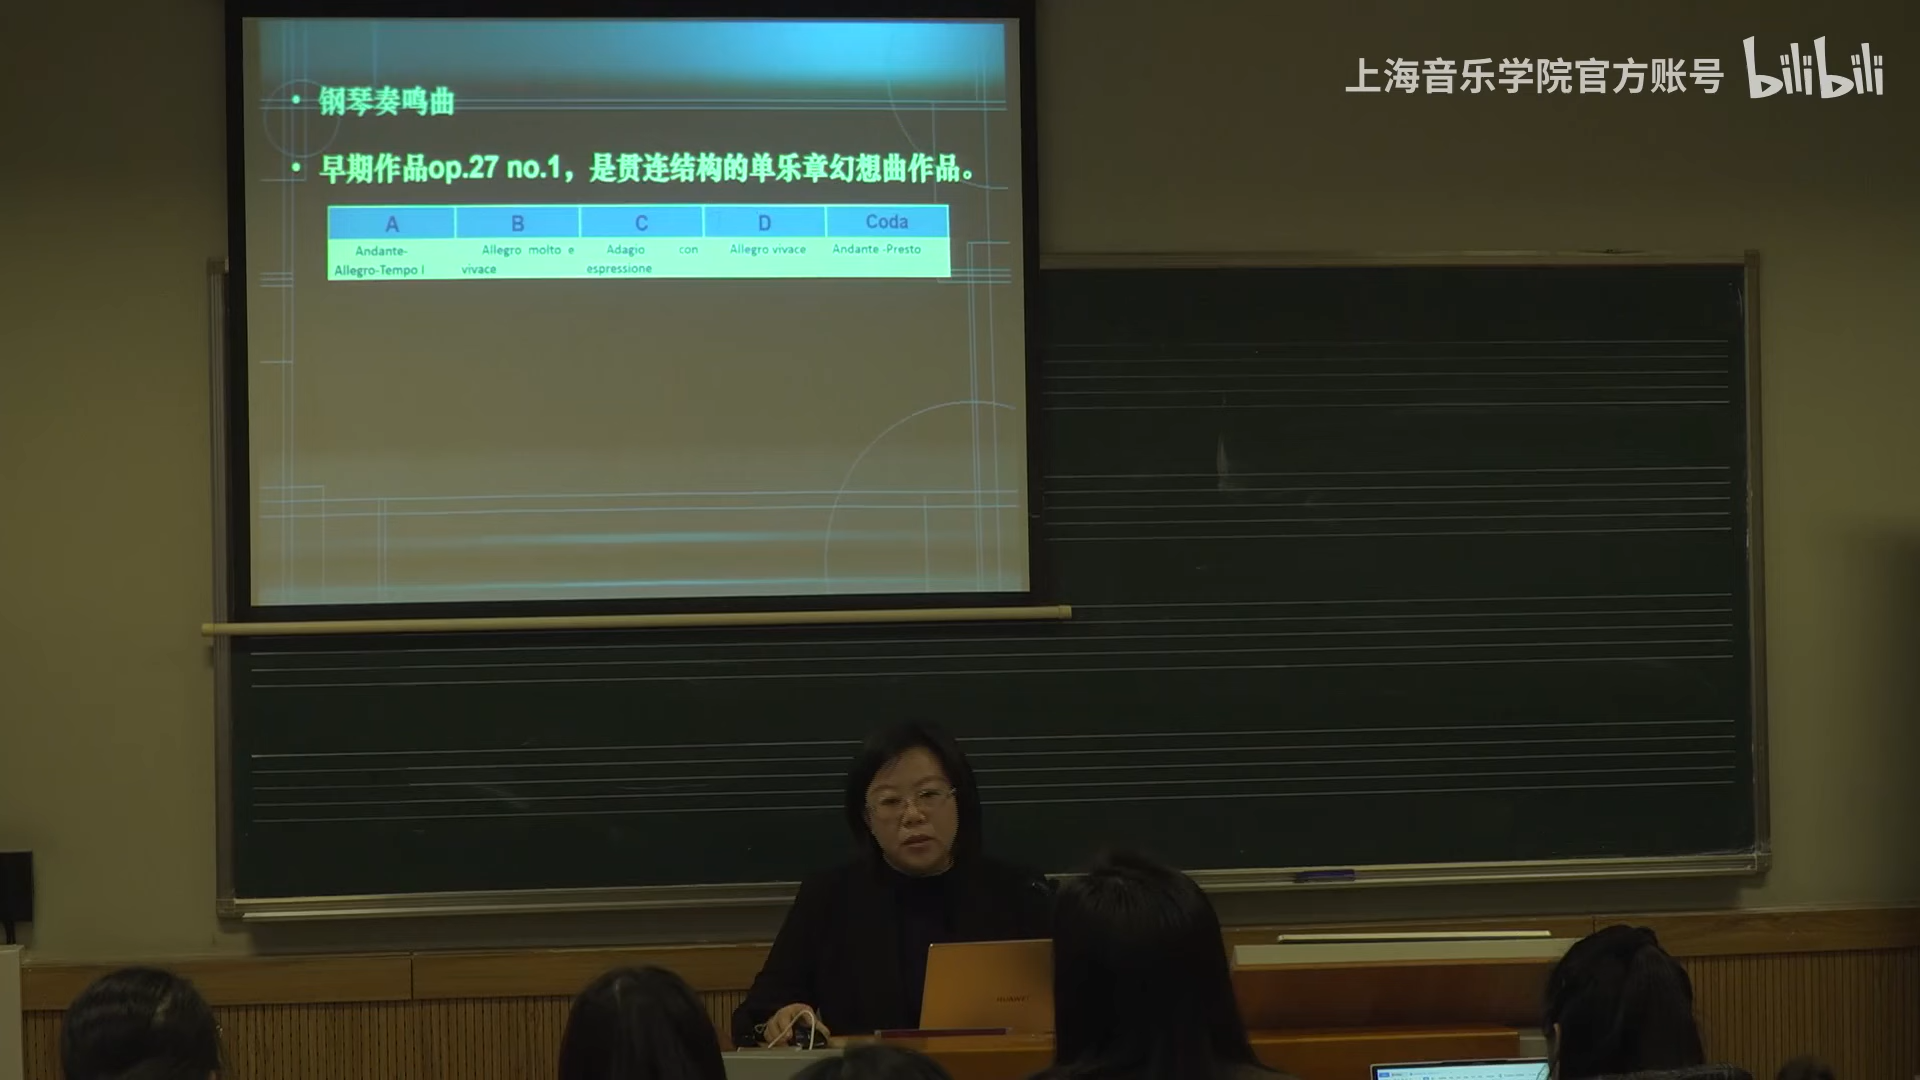 上海音乐学院官方账号 bilibili
• 钢琴奏鸣曲
• 早期作品op.27 no.1，是贯连结构的单乐章幻想曲作品。
A B C D Coda
Andante- Allegro molto e Adagio con Allegro vivace Andante -Presto
Allegro-Tempo I vivace espressione
HUAWEI